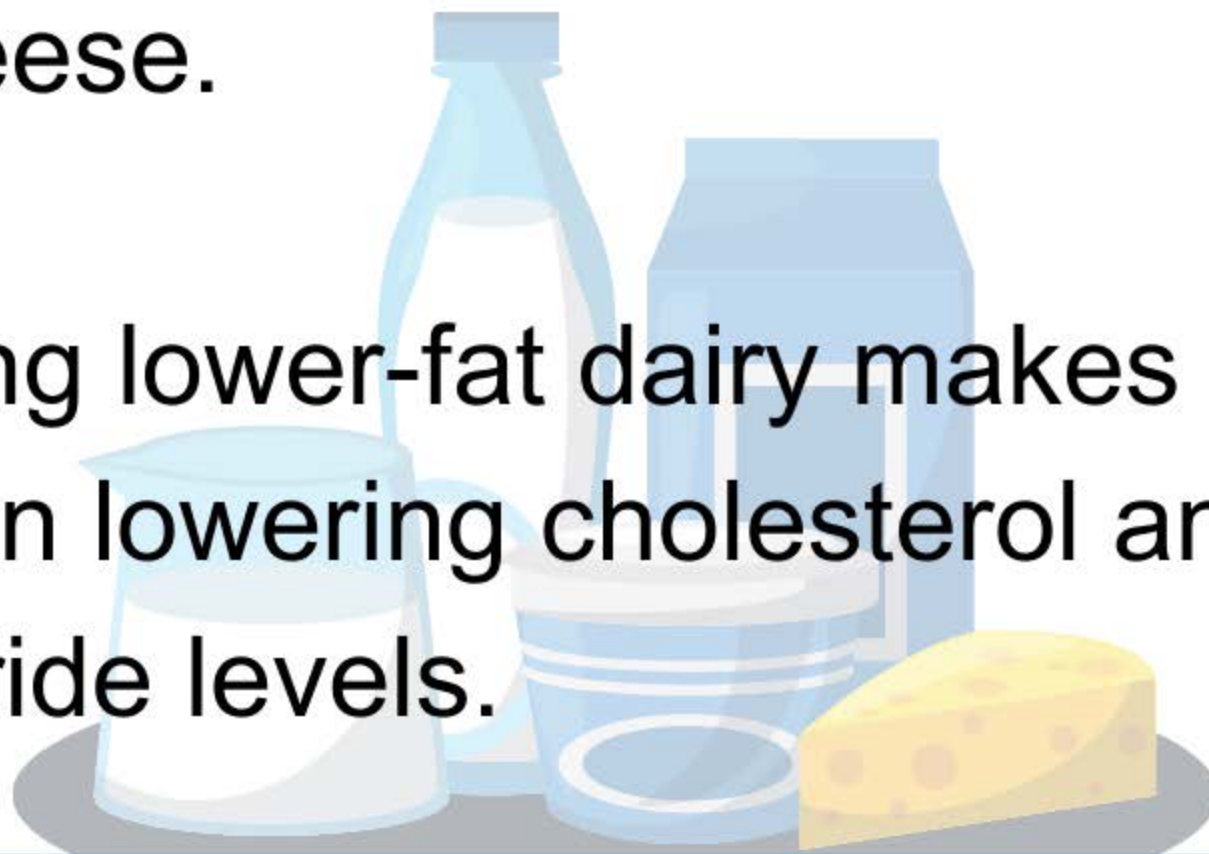 eese.
ng lower-fat dairy makes
n lowering cholesterol ar
ride levels.